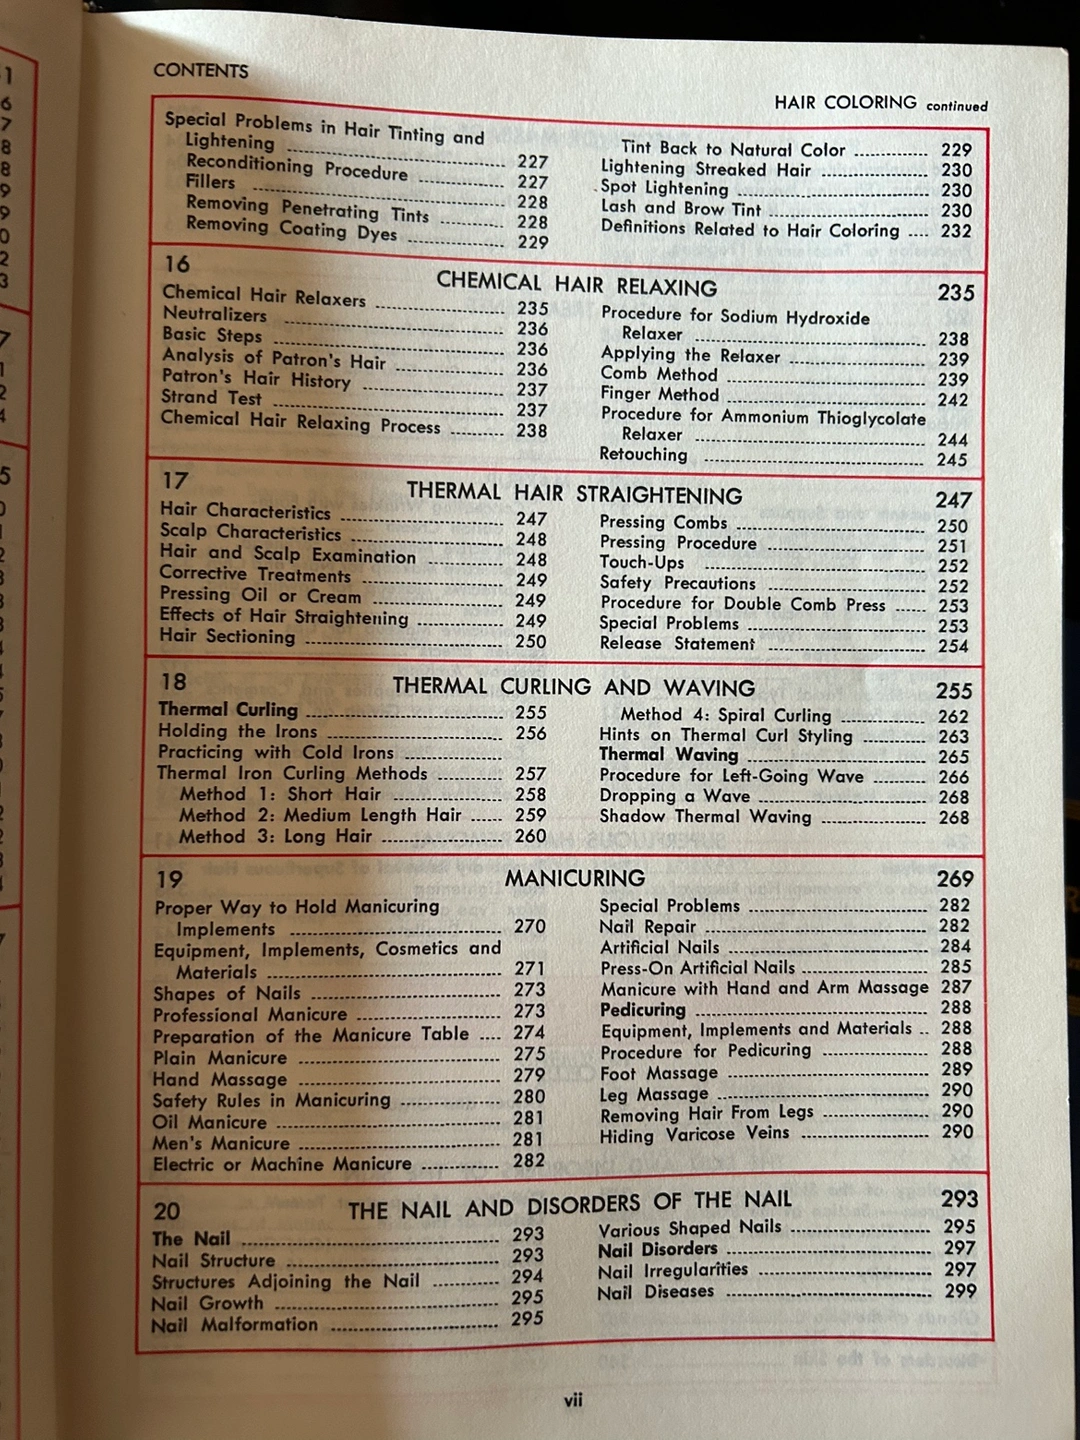 CONTENTS
HAIR COLORING continued
Special Problems in Hair Tinting and
Lightening 227
Reconditioning Procedure 227
Fillers 228
Removing Penetrating Tints 228
Removing Coating Dyes 229
Tint Back to Natural Color 229
Lightening Streaked Hair 230
Spot Lightening 230
Lash and Brow Tint 230
Definitions Related to Hair Coloring .... 232
16 CHEMICAL HAIR RELAXING 235
Chemical Hair Relaxers 235
Neutralizers 236
Basic Steps 236
Analysis of Patron's Hair 236
Patron's Hair History 237
Strand Test 237
Chemical Hair Relaxing Process 238
Procedure for Sodium Hydroxide
Relaxer 238
Applying the Relaxer 239
Comb Method 239
Finger Method 242
Procedure for Ammonium Thioglycolate
Relaxer 244
Retouching 245
17 THERMAL HAIR STRAIGHTENING 247
Hair Characteristics 247
Scalp Characteristics 248
Hair and Scalp Examination 248
Corrective Treatments 249
Pressing Oil or Cream 249
Effects of Hair Straightening 249
Hair Sectioning 250
Pressing Combs 250
Pressing Procedure 251
Touch-Ups 252
Safety Precautions 252
Procedure for Double Comb Press 253
Special Problems 253
Release Statement 254
18 THERMAL CURLING AND WAVING 255
Thermal Curling 255
Holding the Irons 256
Practicing with Cold Irons
Thermal Iron Curling Methods 257
Method 1: Short Hair 258
Method 2: Medium Length Hair 259
Method 3: Long Hair 260
Method 4: Spiral Curling 262
Hints on Thermal Curl Styling 263
Thermal Waving 265
Procedure for Left-Going Wave 266
Dropping a Wave 268
Shadow Thermal Waving 268
19 MANICURING 269
Proper Way to Hold Manicuring
Implements 270
Equipment, Implements, Cosmetics and
Materials 271
Shapes of Nails 273
Professional Manicure 273
Preparation of the Manicure Table .... 274
Plain Manicure 275
Hand Massage 279
Safety Rules in Manicuring 280
Oil Manicure 281
Men's Manicure 281
Electric or Machine Manicure 282
Special Problems 282
Nail Repair 282
Artificial Nails 284
Press-On Artificial Nails 285
Manicure with Hand and Arm Massage 287
Pedicuring 288
Equipment, Implements and Materials .. 288
Procedure for Pedicuring 288
Foot Massage 289
Leg Massage 290
Removing Hair From Legs 290
Hiding Varicose Veins 290
20 THE NAIL AND DISORDERS OF THE NAIL 293
The Nail 293
Nail Structure 293
Structures Adjoining the Nail 294
Nail Growth 295
Nail Malformation 295
Various Shaped Nails 295
Nail Disorders 297
Nail Irregularities 297
Nail Diseases 299
vii